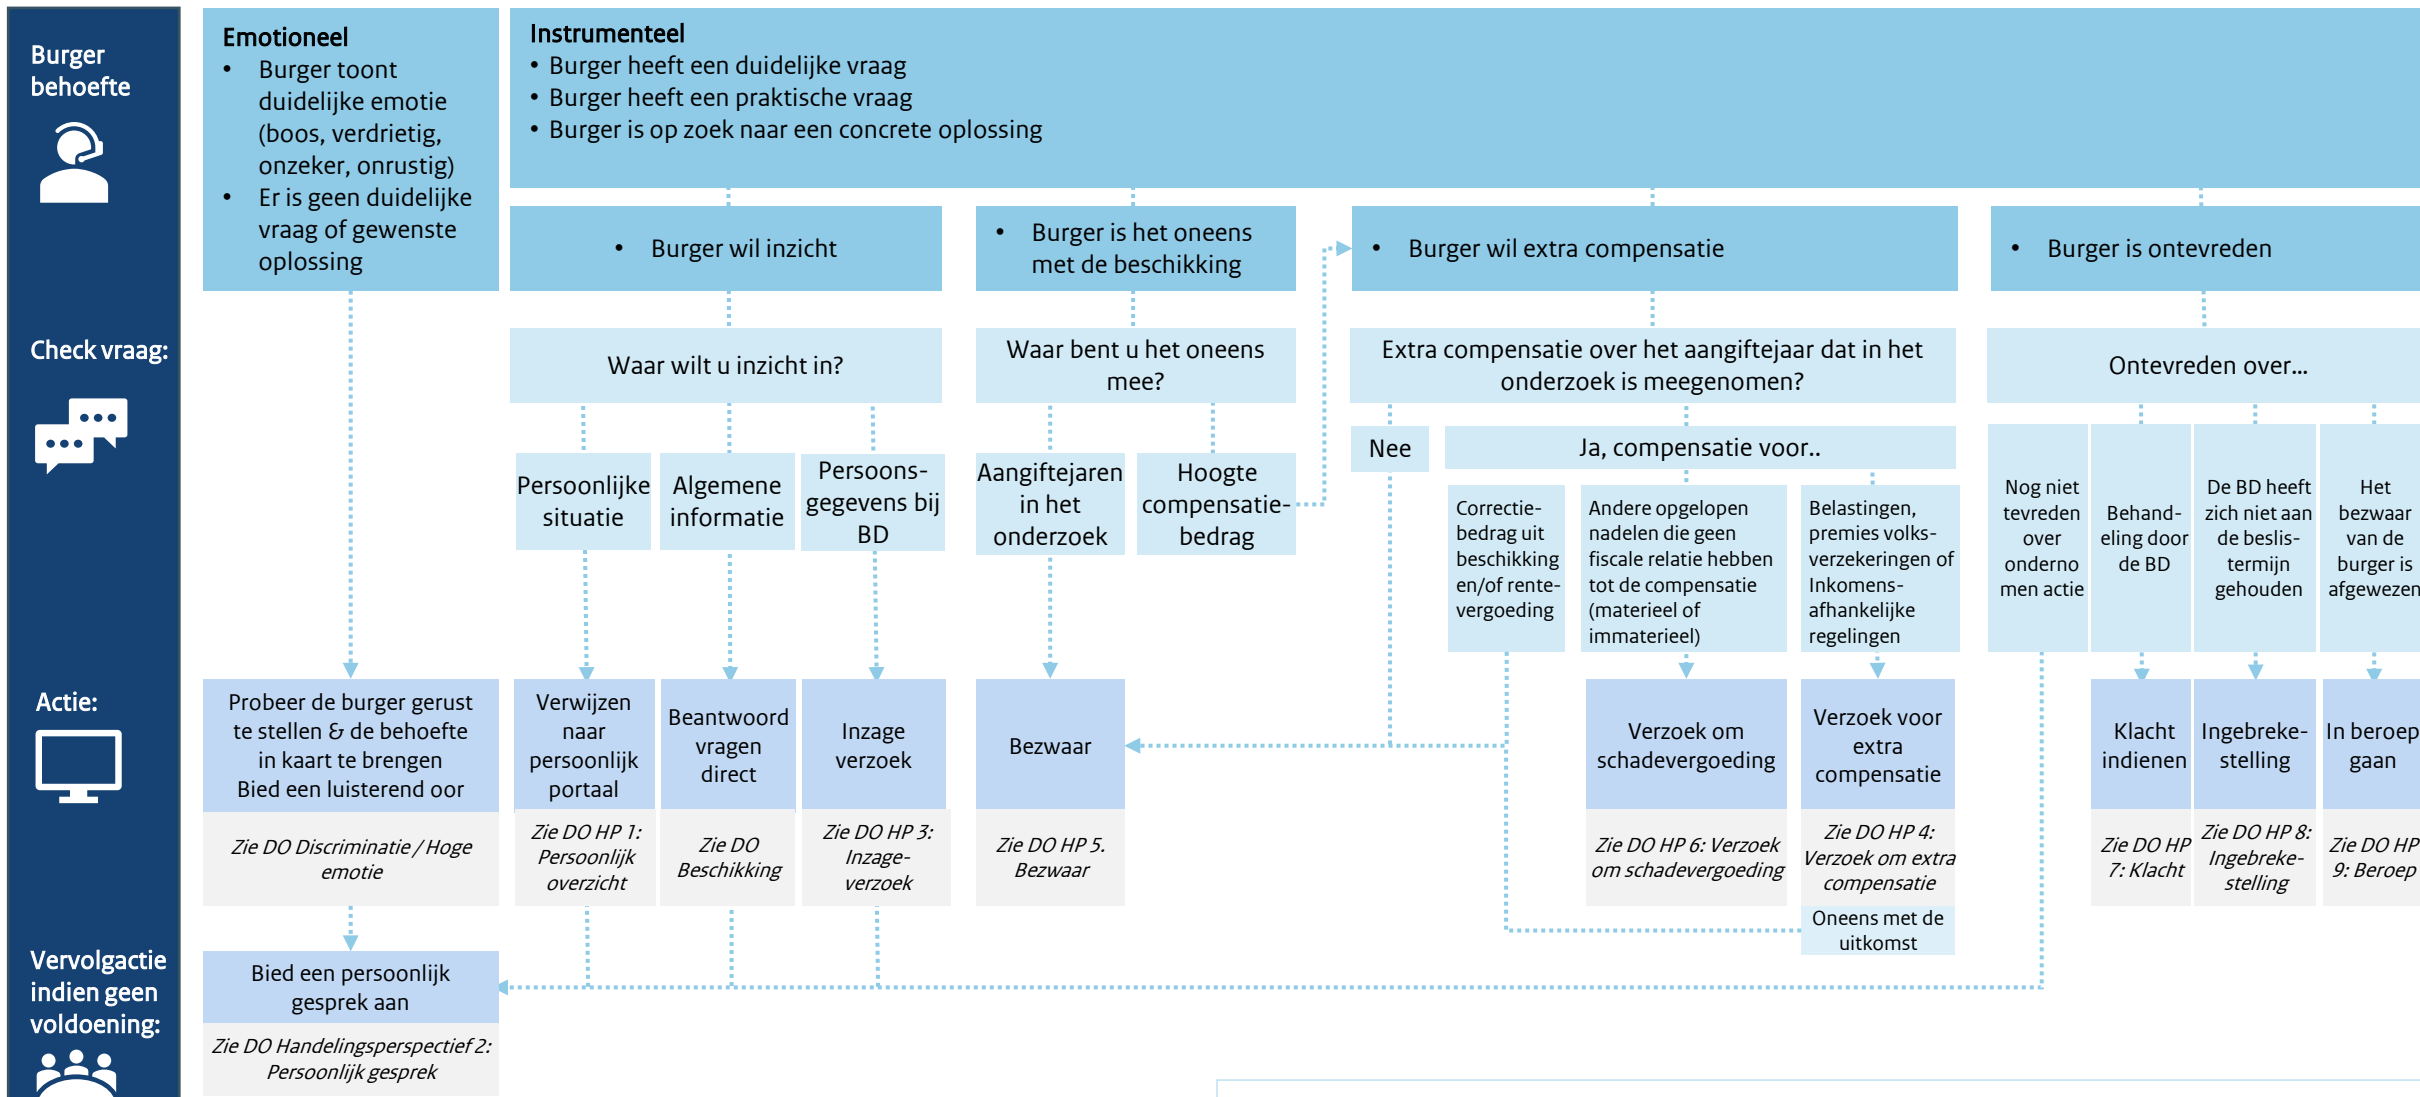 Burger
behoefte
Emotioneel
• Burger toont
duidelijke emotie
(boos, verdrietig,
onzeker, onrustig)
• Er is geen duidelijke
vraag of gewenste
oplossing
Instrumenteel
• Burger heeft een duidelijke vraag
• Burger heeft een praktische vraag
• Burger is op zoek naar een concrete oplossing
• Burger wil inzicht
• Burger is het oneens
met de beschikking
• Burger wil extra compensatie
• Burger is ontevreden
Check vraag:
Waar wilt u inzicht in?
Waar bent u het oneens
mee?
Extra compensatie over het aangiftejaar dat in het
onderzoek is meegenomen?
Ontevreden over...
Persoonlijke
situatie
Algemene
informatie
Persoons-
gegevens bij
BD
Aangiftejaren
in het
onderzoek
Hoogte
compensatie-
bedrag
Nee
Ja, compensatie voor..
Correctie-
bedrag uit
beschikking
en/of rente-
vergoeding
Andere opgelopen
nadelen die geen
fiscale relatie hebben
tot de compensatie
(materieel of
immaterieel)
Belastingen,
premies volks-
verzekeringen of
Inkomens-
afhankelijke
regelingen
Nog niet
tevreden
over
onderno
men actie
Behand-
eling door
de BD
De BD heeft
zich niet aan
de beslis-
termijn
gehouden
Het
bezwaar
van de
burger is
afgewezen
Actie:
Probeer de burger gerust
te stellen & de behoefte
in kaart te brengen
Bied een luisterend oor
Zie DO Discriminatie / Hoge
emotie
Verwijzen
naar
persoonlijk
portaal
Zie DO HP 1:
Persoonlijk
overzicht
Beantwoord
vragen
direct
Zie DO
Beschikking
Inzage
verzoek
Zie DO HP 3:
Inzage-
verzoek
Bezwaar
Zie DO HP 5.
Bezwaar
Verzoek om
schadevergoeding
Zie DO HP 6: Verzoek
om schadevergoeding
Verzoek voor
extra
compensatie
Zie DO HP 4:
Verzoek om extra
compensatie
Oneens met de
uitkomst
Klacht
indienen
Zie DO HP
7: Klacht
Ingebreke-
stelling
Zie DO HP 8:
Ingebreke-
stelling
In beroep
gaan
Zie DO HP
9: Beroep
Vervolgactie
indien geen
voldoening:
Bied een persoonlijk
gesprek aan
Zie DO Handelingsperspectief 2:
Persoonlijk gesprek